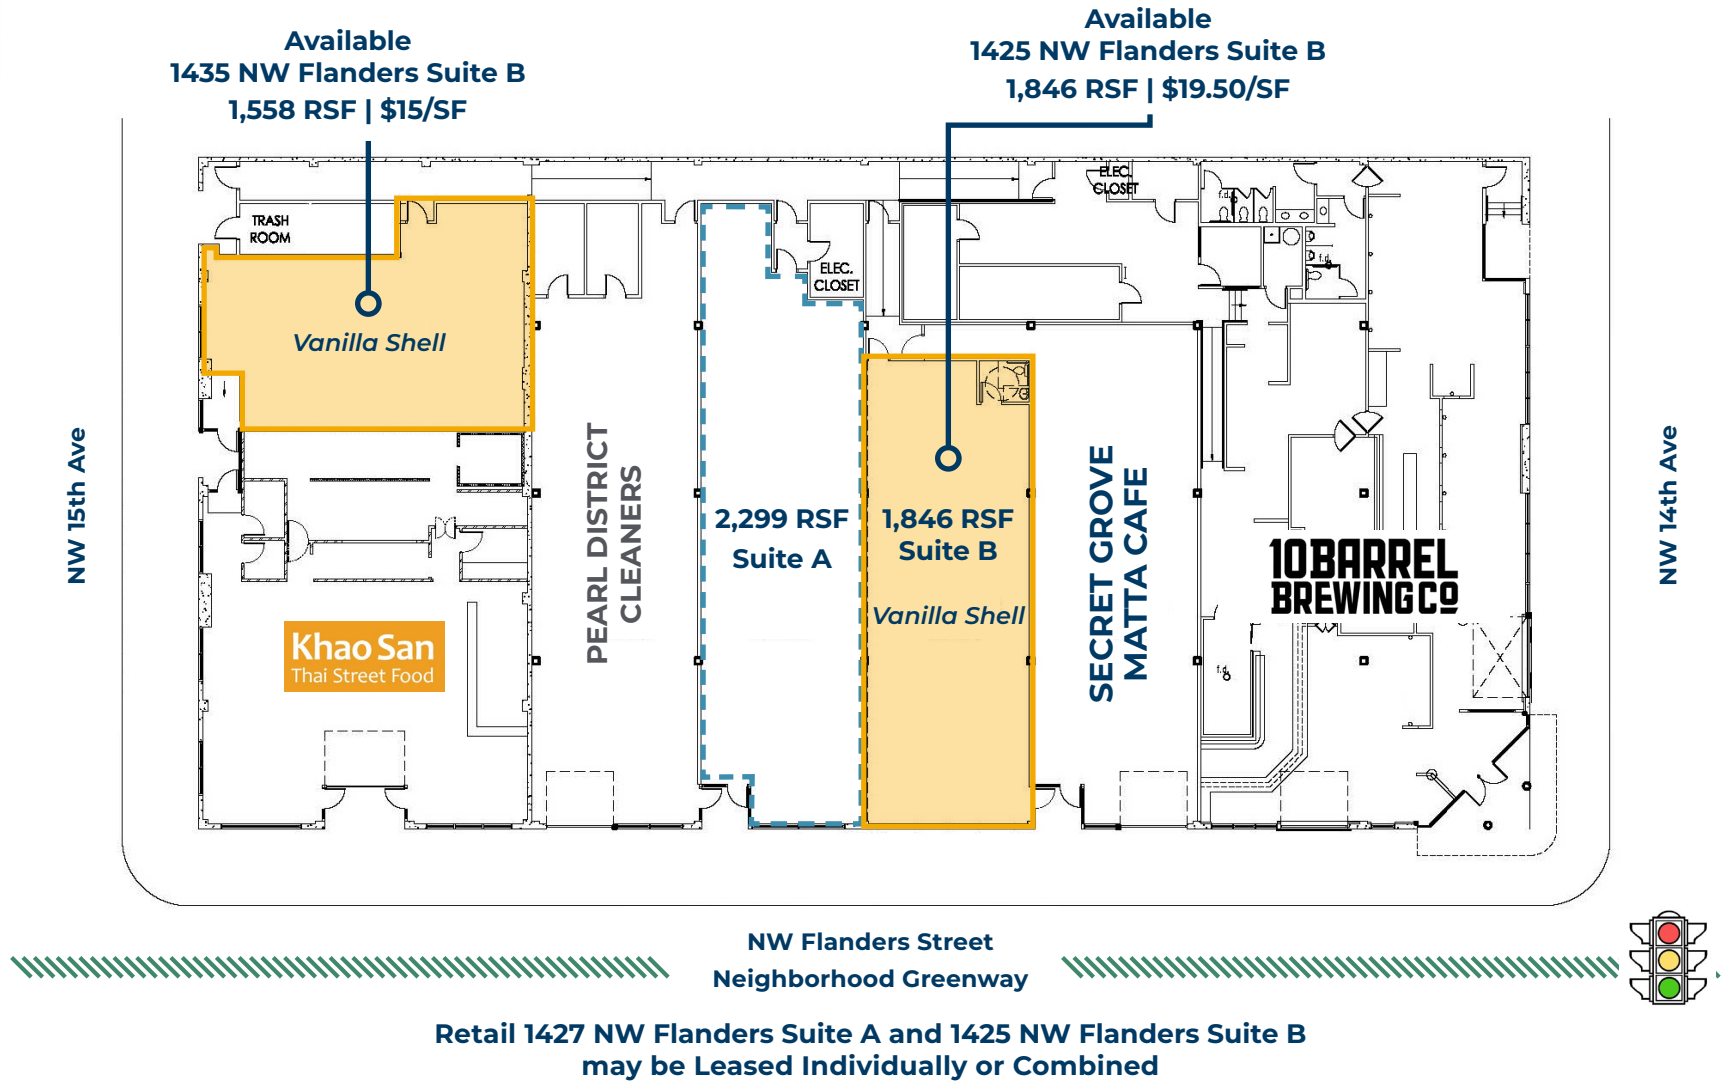 Available
1435 NW Flanders Suite B
1,558 RSF | $15/SF
Available
1425 NW Flanders Suite B
1,846 RSF | $19.50/SF
TRASH
ROOM
ELEC.
CLOSET
ELEC.
CLOSET
f.d.
f.d.
Vanilla Shell
NW 15th Ave
PEARL DISTRICT
CLEANERS
2,299 RSF
Suite A
1,846 RSF
Suite B
Vanilla Shell
SECRET GROVE
MATTA CAFE
10 BARREL
BREWING CO
NW 14th Ave
Khao San
Thai Street Food
f.d.
X
NW Flanders Street
Neighborhood Greenway
Retail 1427 NW Flanders Suite A and 1425 NW Flanders Suite B
may be Leased Individually or Combined